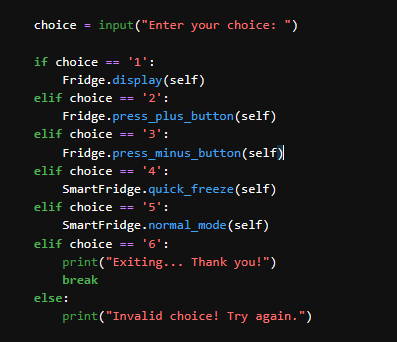 choice = input("Enter your choice: ")
if choice == '1':
    Fridge.display(self)
elif choice == '2':
    Fridge.press_plus_button(self)
elif choice == '3':
    Fridge.press_minus_button(self)
elif choice == '4':
    SmartFridge.quick_freeze(self)
elif choice == '5':
    SmartFridge.normal_mode(self)
elif choice == '6':
    print("Exiting... Thank you!")
    break
else:
    print("Invalid choice! Try again.")